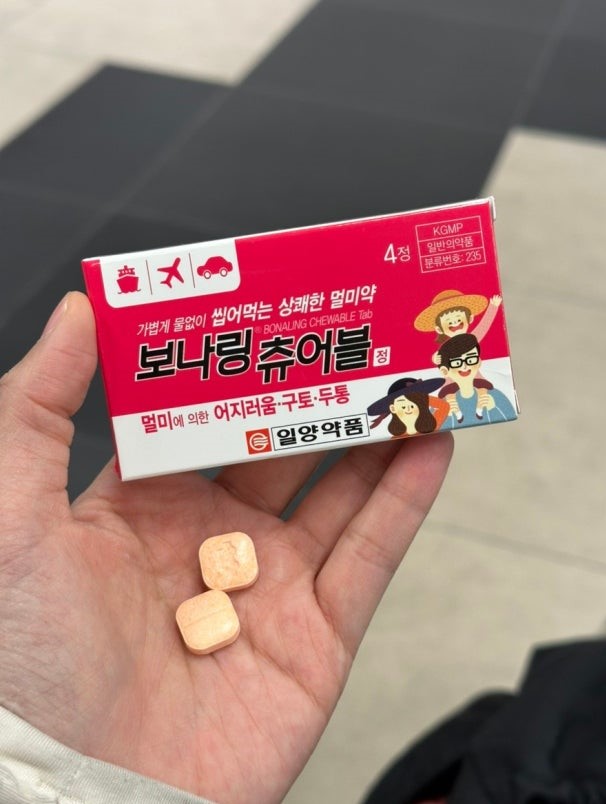 4정
KGMP
일반의약품
분류번호: 235
가볍게 물없이 씹어먹는 상쾌한 멀미약
® BONALING CHEWABLE Tab
보나링츄어블정
멀미에 의한 어지러움·구토·두통
일양약품